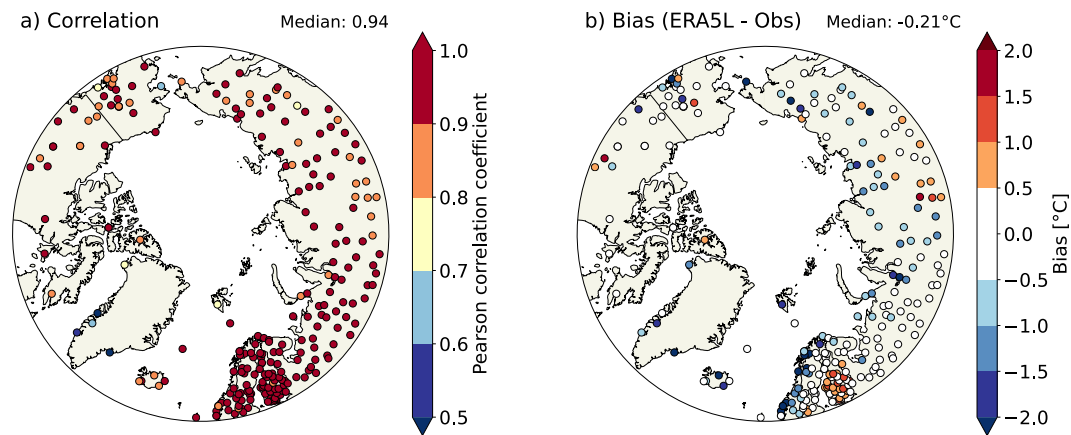 a) Correlation
Median: 0.94
1.0
0.9
0.8
0.7
0.6
0.5
Pearson correlation coefficient
b) Bias (ERA5L - Obs)
Median: -0.21°C
2.0
1.5
1.0
0.5
0.0
−0.5
−1.0
−1.5
−2.0
Bias [°C]